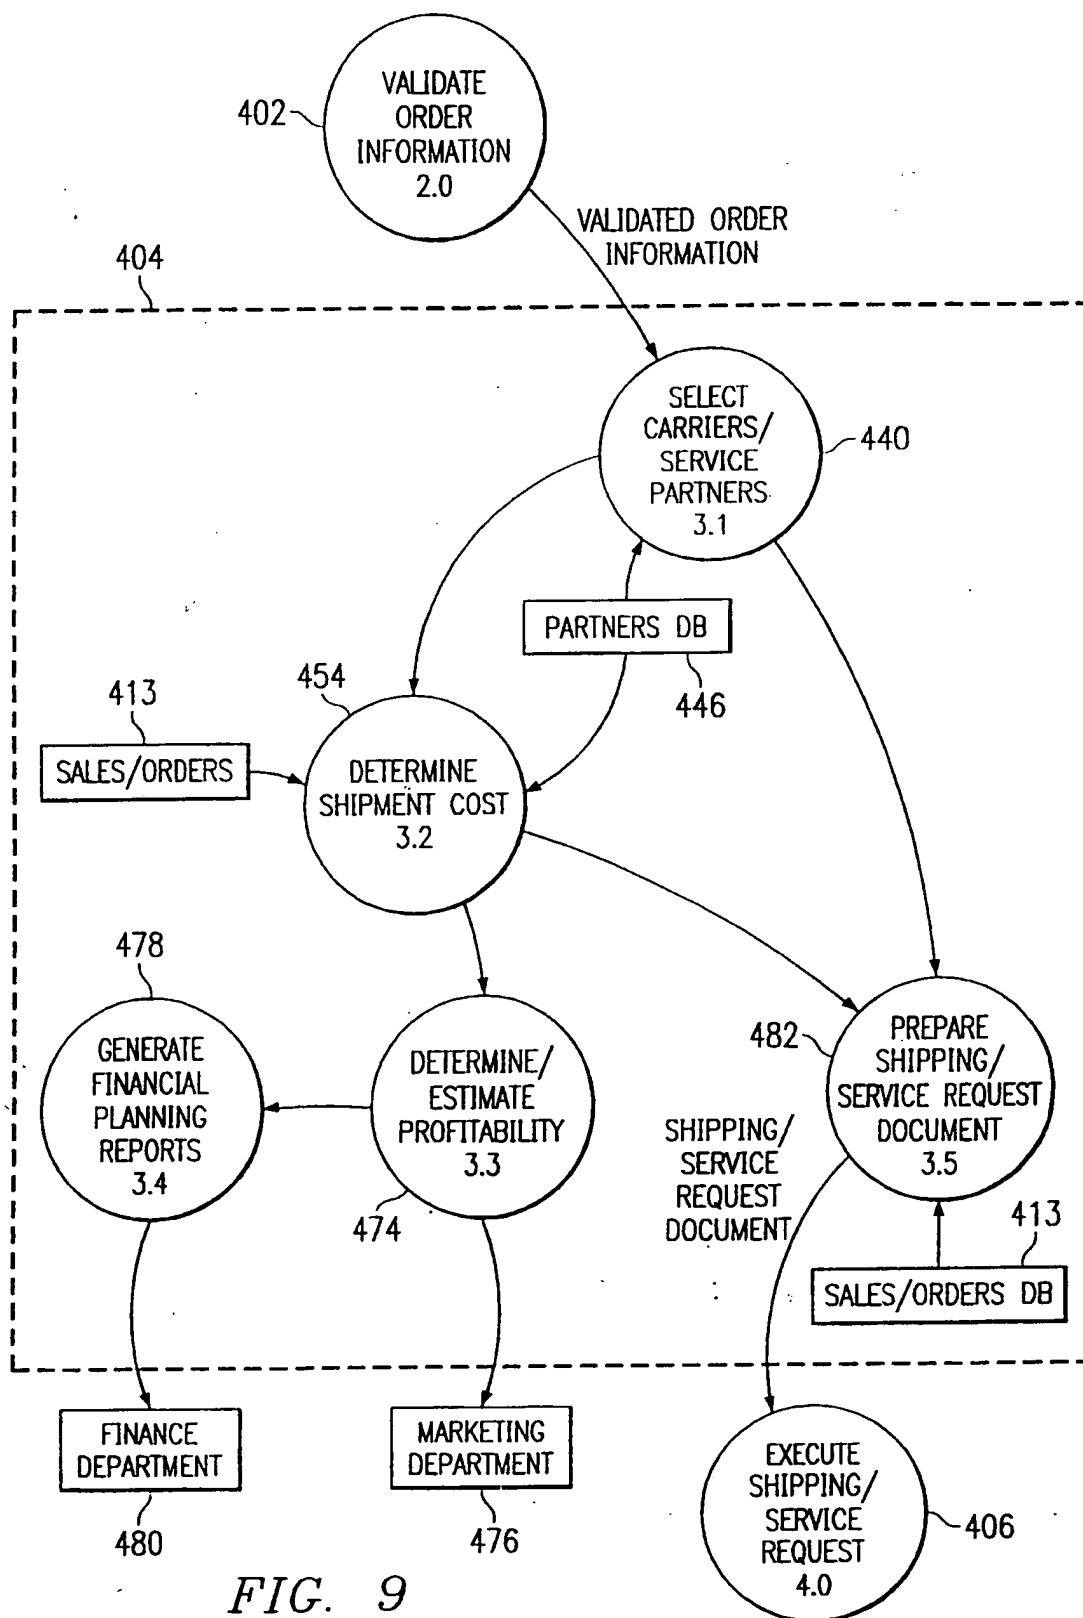 VALIDATE
ORDER
INFORMATION
2.0
402
VALIDATED ORDER
INFORMATION
404
SELECT
CARRIERS/
SERVICE
PARTNERS
3.1
440
PARTNERS DB
446
454
413
SALES/ORDERS
DETERMINE
SHIPMENT COST
3.2
478
GENERATE
FINANCIAL
PLANNING
REPORTS
3.4
DETERMINE/
ESTIMATE
PROFITABILITY
3.3
474
482
PREPARE
SHIPPING/
SERVICE REQUEST
DOCUMENT
3.5
SHIPPING/
SERVICE
REQUEST
DOCUMENT
413
SALES/ORDERS DB
FINANCE
DEPARTMENT
480
MARKETING
DEPARTMENT
476
EXECUTE
SHIPPING/
SERVICE
REQUEST
4.0
406
FIG. 9